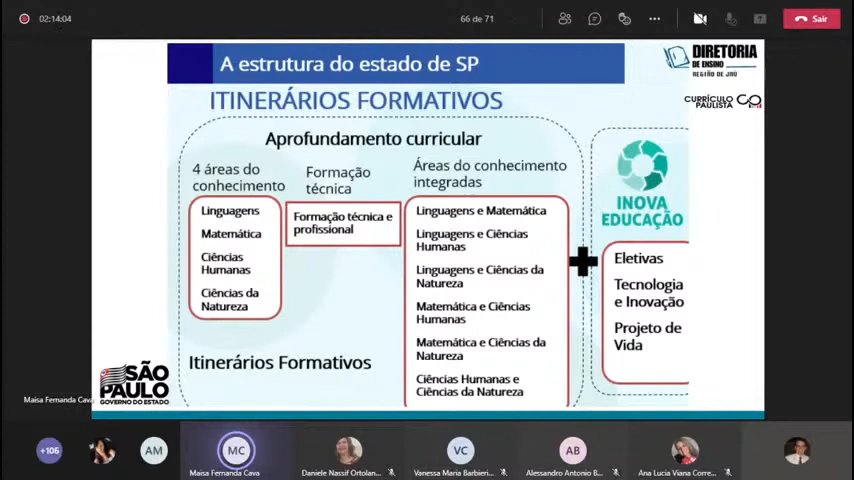 02:14:04
66 de 71
Sair
A estrutura do estado de SP
DIRETORIA
DE ENSINO
REGIÃO DE JAÚ
CURRÍCULO
PAULISTA
ITINERÁRIOS FORMATIVOS
Aprofundamento curricular
4 áreas do
conhecimento
Linguagens
Matemática
Ciências
Humanas
Ciências da
Natureza
Formação
técnica
Formação técnica e
profissional
Áreas do conhecimento
integradas
Linguagens e Matemática
Linguagens e Ciências
Humanas
Linguagens e Ciências da
Natureza
Matemática e Ciências
Humanas
Matemática e Ciências da
Natureza
Ciências Humanas e
Ciências da Natureza
+
INOVA
EDUCAÇÃO
Eletivas
Tecnologia
e Inovação
Projeto de
Vida
Itinerários Formativos
SÃO
PAULO
GOVERNO DO ESTADO
Maisa Fernanda Cava
+106
AM
MC
VC
AB
Maisa Fernanda Cava
Daniele Nassif Ortolan...
Vanessa Maria Barbieri...
Alessandro Antonio B...
Ana Lucia Viana Corre...